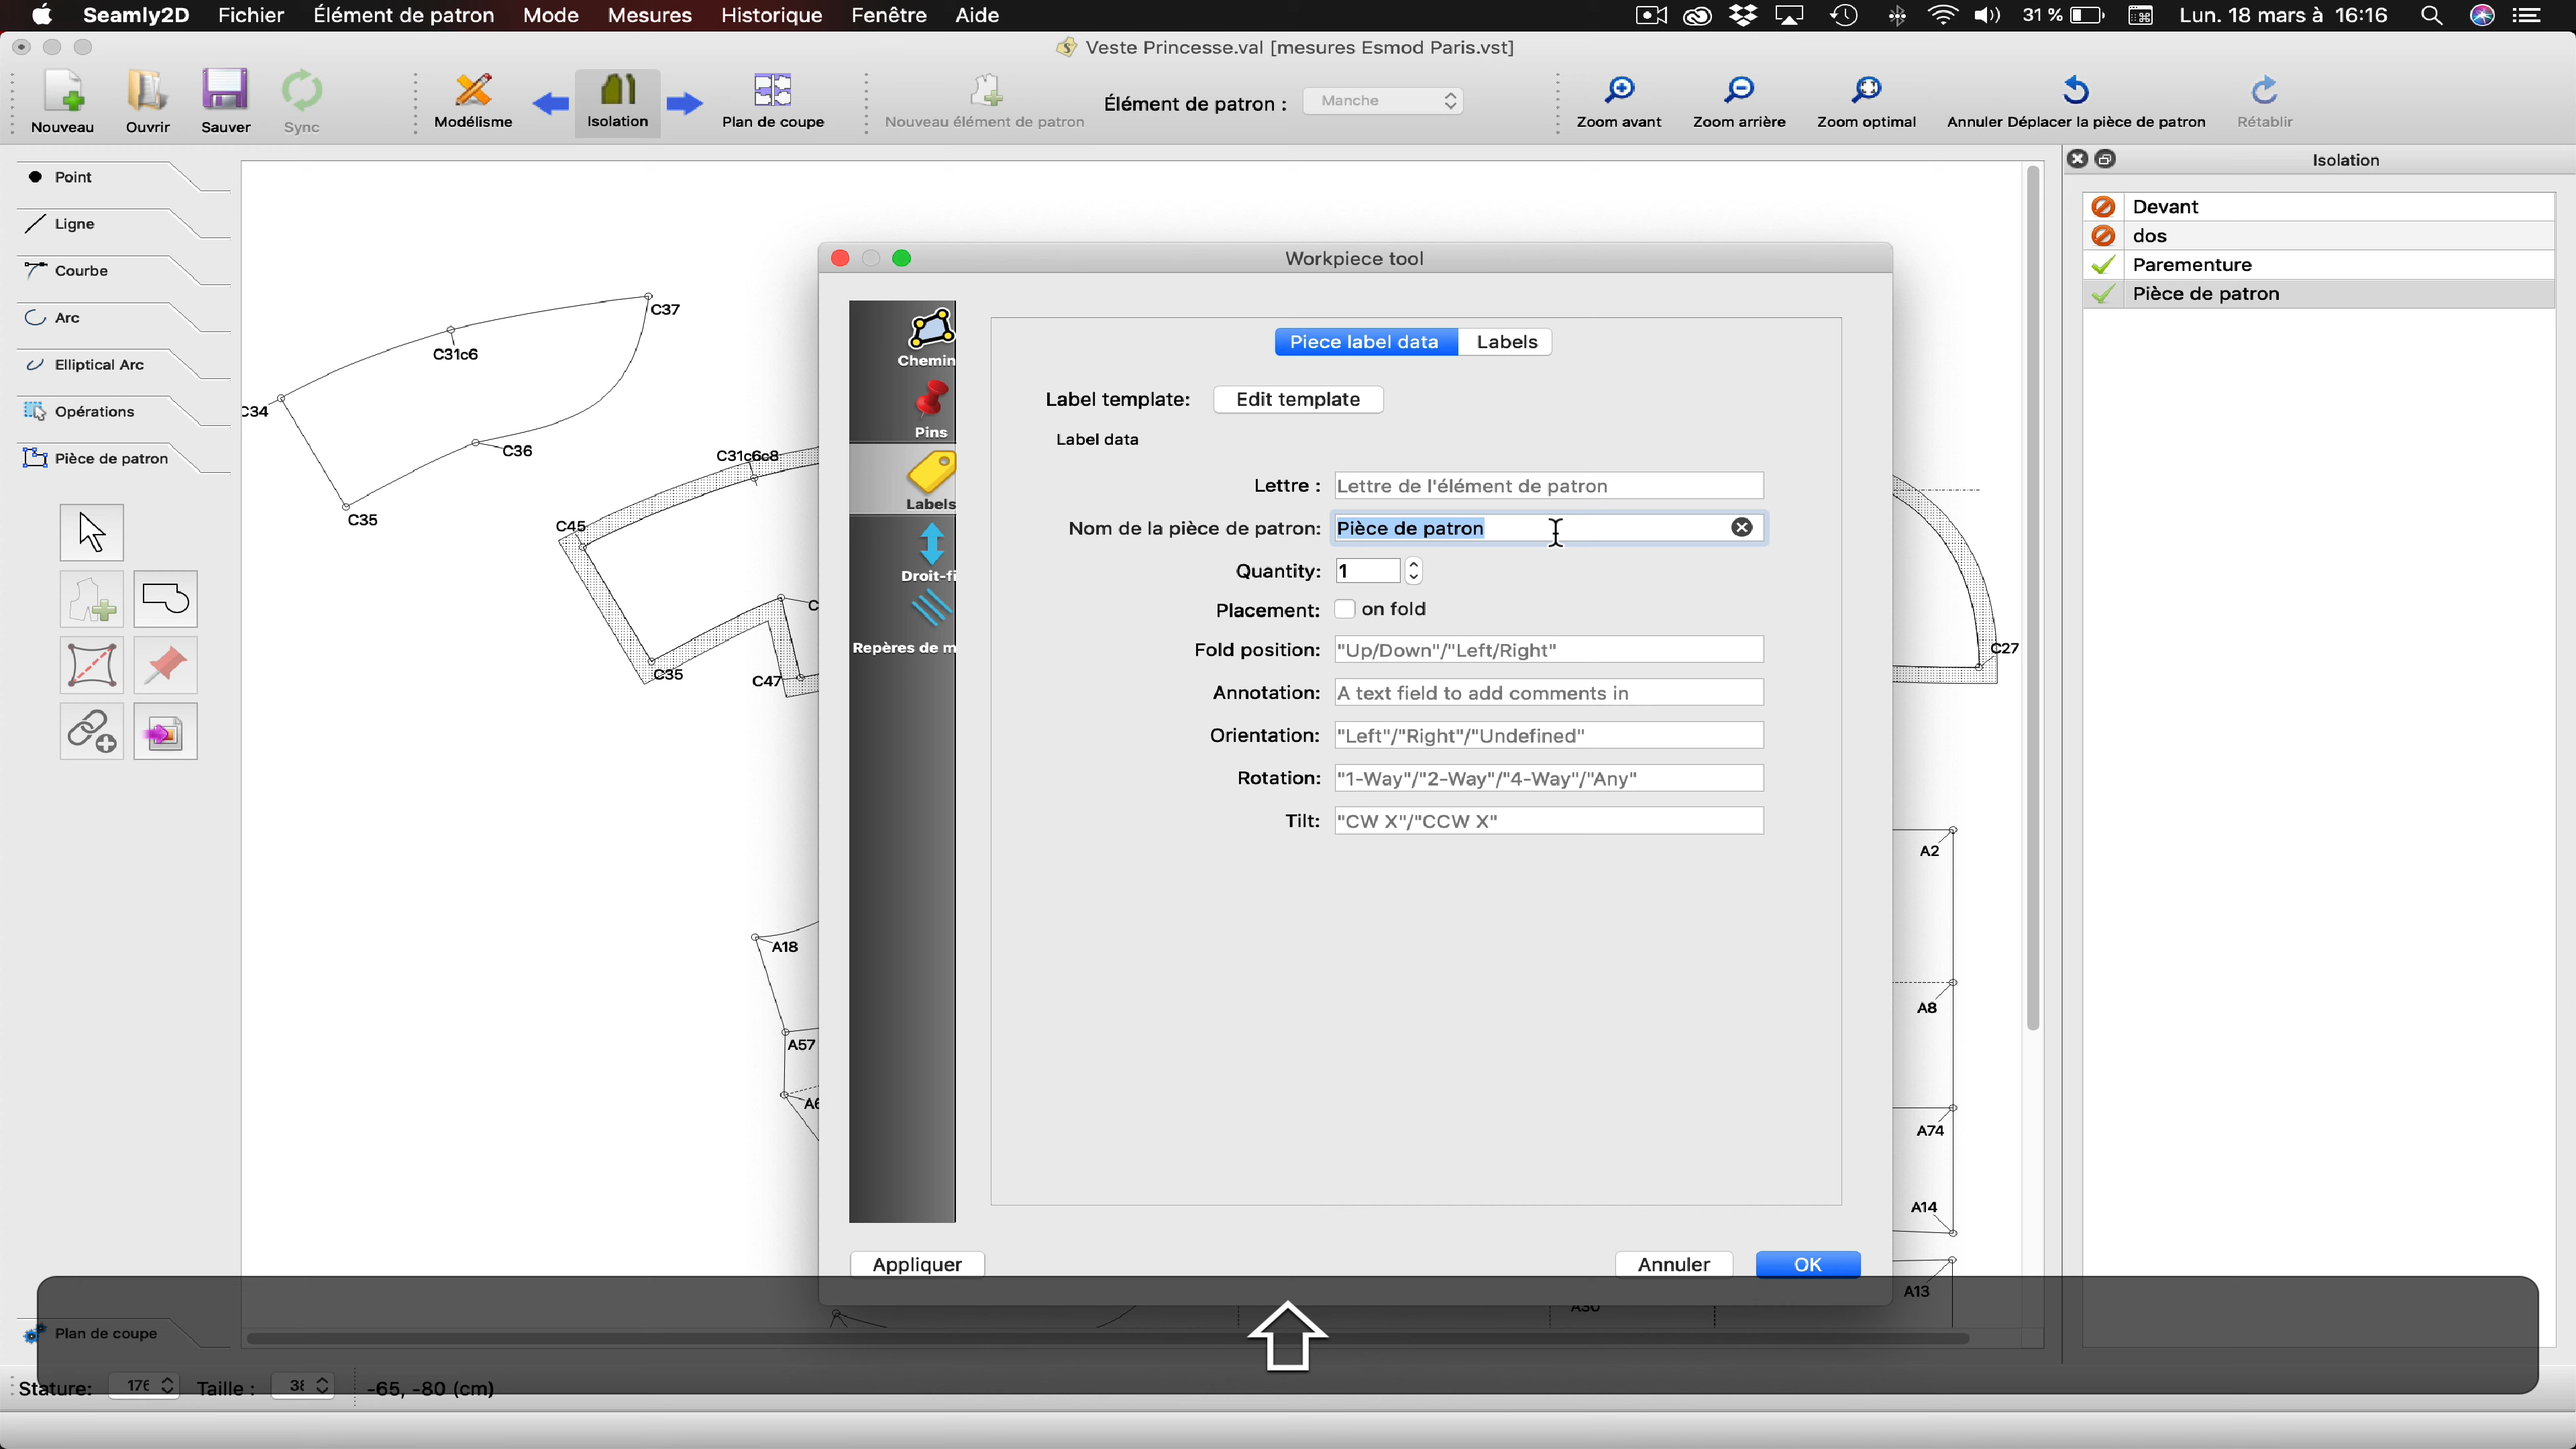 Seamly2D Fichier Élément de patron Mode Mesures Historique Fenêtre Aide 31 % Lun. 18 mars à 16:16
Veste Princesse.val [mesures Esmod Paris.vst]
Nouveau Ouvrir Sauver Sync Modélisme Isolation Plan de coupe Nouveau élément de patron Élément de patron : Manche Zoom avant Zoom arrière Zoom optimal Annuler Déplacer la pièce de patron Rétablir
Point
Ligne
Courbe
Arc
Elliptical Arc
Opérations
Pièce de patron
Plan de coupe
C37
C31c6
C34
C36
C35
C31c6c8
C45
C35
C47
A18
A57
Workpiece tool
Chemin
Pins
Labels
Droit-fi
Repères de m
Piece label data Labels
Label template: Edit template
Label data
Lettre : Lettre de l'élément de patron
Nom de la pièce de patron: Pièce de patron
Quantity: 1
Placement: on fold
Fold position: "Up/Down"/"Left/Right"
Annotation: A text field to add comments in
Orientation: "Left"/"Right"/"Undefined"
Rotation: "1-Way"/"2-Way"/"4-Way"/"Any"
Tilt: "CW X"/"CCW X"
Appliquer Annuler OK
C27
A2
A8
A74
A14
A13
Isolation
Devant
dos
Parementure
Pièce de patron
Stature: 176 Taille : -65, -80 (cm)